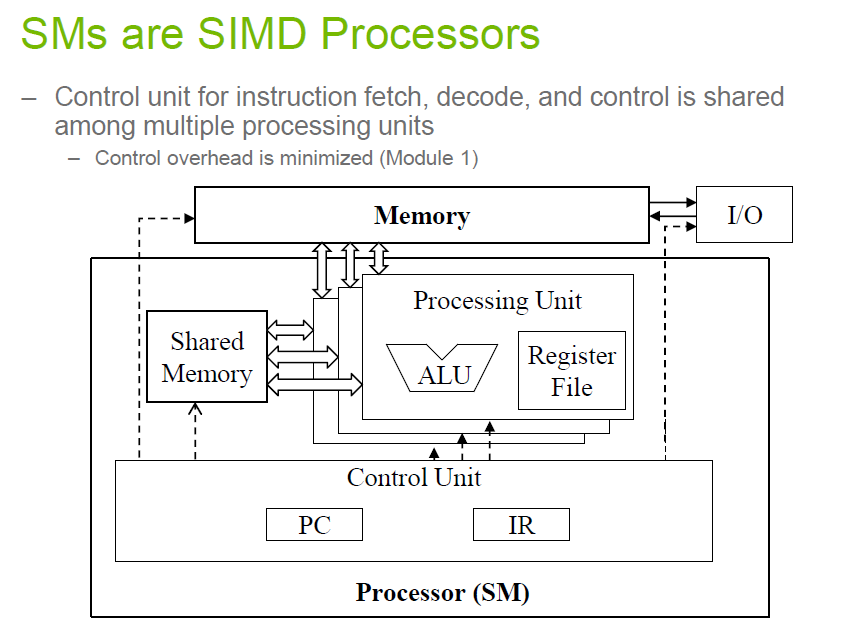 SMs are SIMD Processors
– Control unit for instruction fetch, decode, and control is shared
among multiple processing units
– Control overhead is minimized (Module 1)
Memory
I/O
Processing Unit
Shared
Memory
ALU
Register
File
Control Unit
PC
IR
Processor (SM)